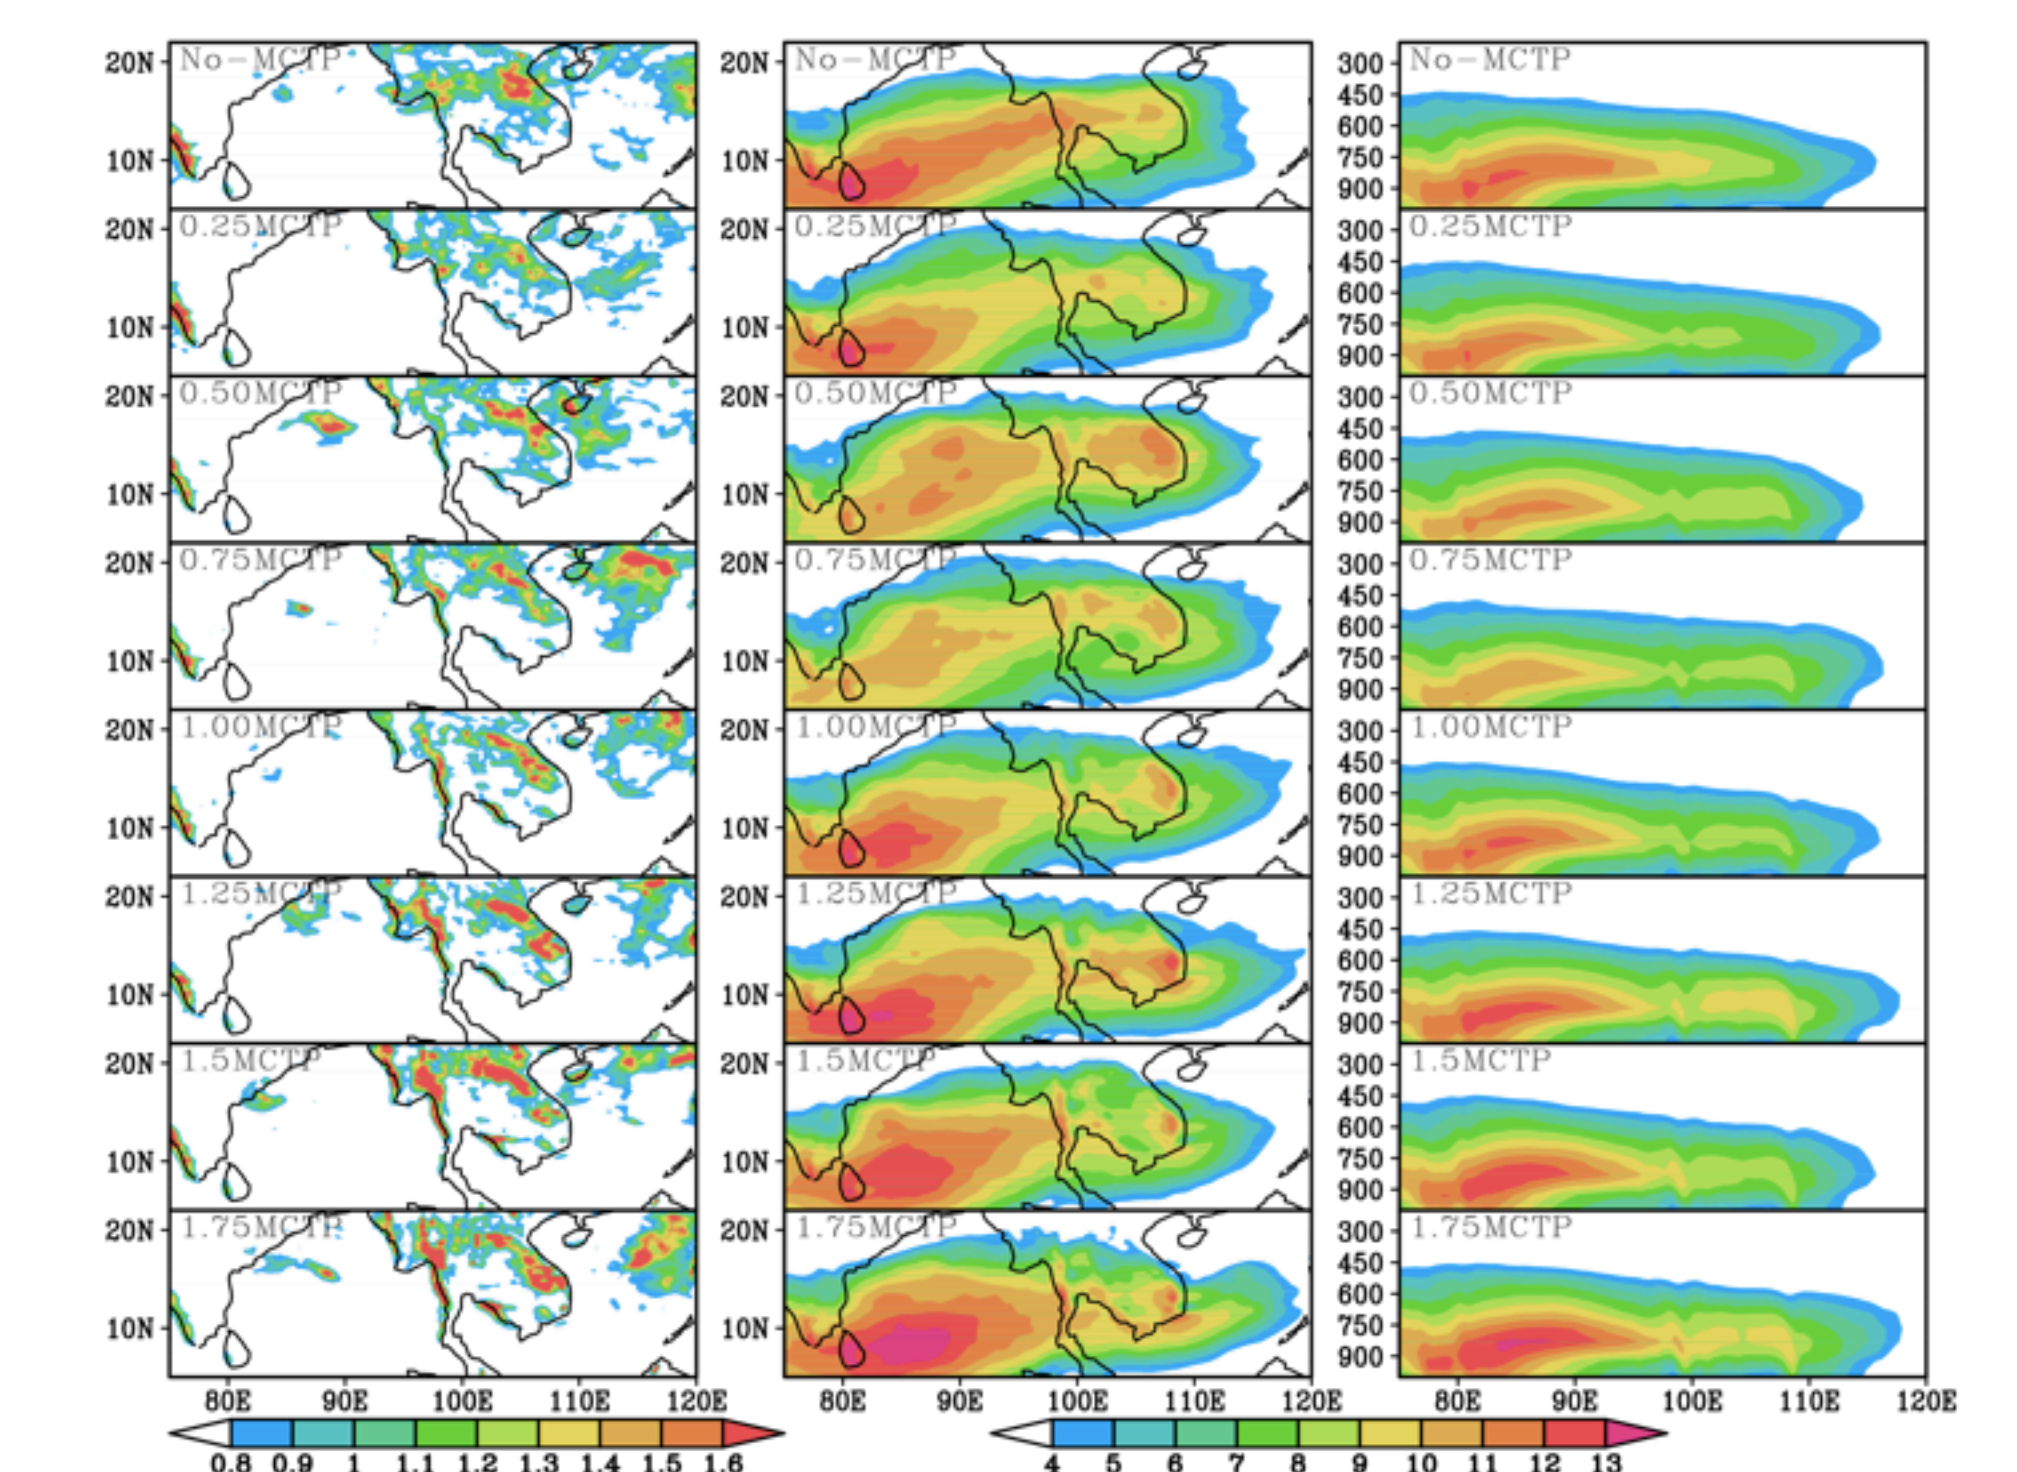 No-MCTP No-MCTP No-MCTP
20N 20N 300
450
600
10N 10N 750
900
0.25MCTP 0.25MCTP 0.25MCTP
20N 20N 300
450
600
10N 10N 750
900
0.50MCTP 0.50MCTP 0.50MCTP
20N 20N 300
450
600
10N 10N 750
900
0.75MCTP 0.75MCTP 0.75MCTP
20N 20N 300
450
600
10N 10N 750
900
1.00MCTP 1.00MCTP 1.00MCTP
20N 20N 300
450
600
10N 10N 750
900
1.25MCTP 1.25MCTP 1.25MCTP
20N 20N 300
450
600
10N 10N 750
900
1.5MCTP 1.5MCTP 1.5MCTP
20N 20N 300
450
600
10N 10N 750
900
1.75MCTP 1.75MCTP 1.75MCTP
20N 20N 300
450
600
10N 10N 750
900
80E 90E 100E 110E 120E 80E 90E 100E 110E 120E 80E 90E 100E 110E 120E
0.8 0.9 1 1.1 1.2 1.3 1.4 1.5 1.6 4 5 6 7 8 9 10 11 12 13